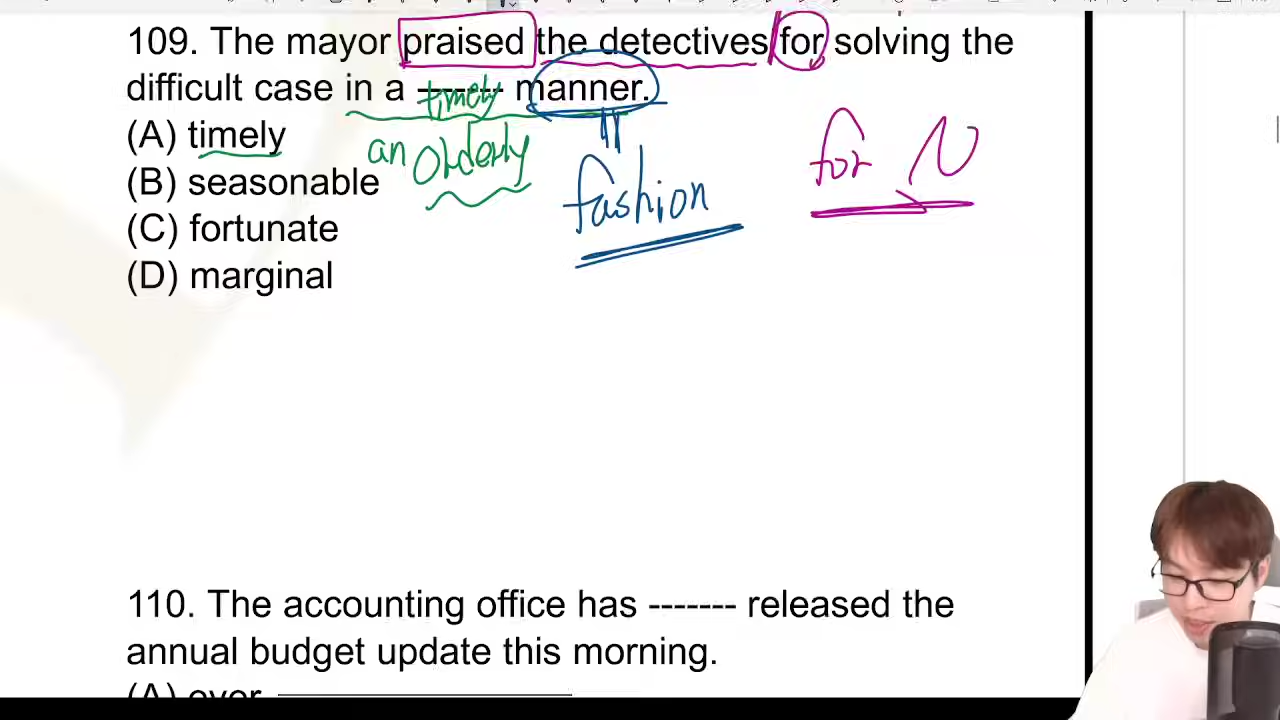 109. The mayor praised the detectives for solving the
difficult case in a ------- manner.
timely
(A) timely
an orderly
for N
(B) seasonable
fashion
(C) fortunate
(D) marginal
110. The accounting office has ------- released the
annual budget update this morning.
(A) ever